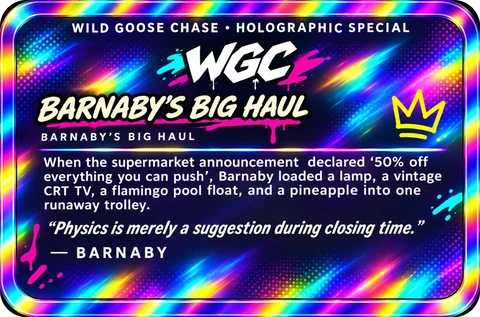 WILD GOOSE CHASE • HOLOGRAPHIC SPECIAL
WGC
BARNABY'S BIG HAUL
BARNABY'S BIG HAUL
When the supermarket announcement declared ‘50% off
everything you can push’, Barnaby loaded a lamp, a vintage
CRT TV, a flamingo pool float, and a pineapple into one
runaway trolley.
“Physics is merely a suggestion during closing time.”
— BARNABY